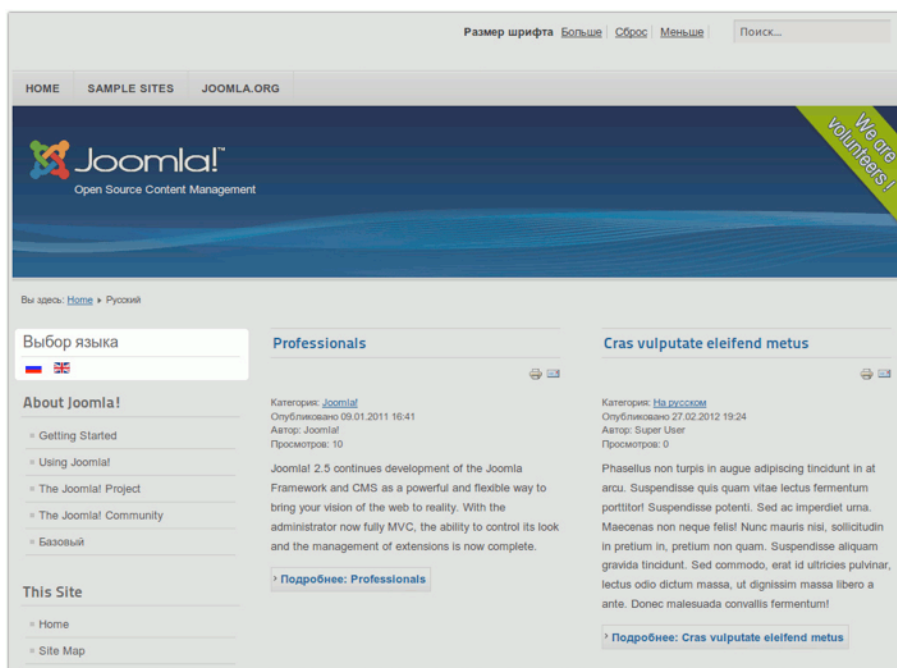 Размер шрифта Больше Сброс Меньше Поиск...
HOME SAMPLE SITES JOOMLA.ORG
We are
volunteers!
Joomla!™
Open Source Content Management
Вы здесь: Home Русский
Выбор языка
About Joomla!
Getting Started
Using Joomla!
The Joomla! Project
The Joomla! Community
Базовый
This Site
Home
Site Map
Professionals
Категория: Joomla!
Опубликовано 09.01.2011 16:41
Автор: Joomla!
Просмотров: 10
Joomla! 2.5 continues development of the Joomla
Framework and CMS as a powerful and flexible way to
bring your vision of the web to reality. With the
administrator now fully MVC, the ability to control its look
and the management of extensions is now complete.
Подробнее: Professionals
Cras vulputate eleifend metus
Категория: На русском
Опубликовано 27.02.2012 19:24
Автор: Super User
Просмотров: 0
Phasellus non turpis in augue adipiscing tincidunt in at
arcu. Suspendisse quis quam vitae lectus fermentum
porttitor! Suspendisse potenti. Sed ac imperdiet urna.
Maecenas non neque felis! Nunc mauris nisi, sollicitudin
in pretium in, pretium non quam. Suspendisse aliquam
gravida tincidunt. Sed commodo, erat id ultricies pulvinar,
lectus odio dictum massa, ut dignissim massa libero a
ante. Donec malesuada convallis fermentum!
Подробнее: Cras vulputate eleifend metus